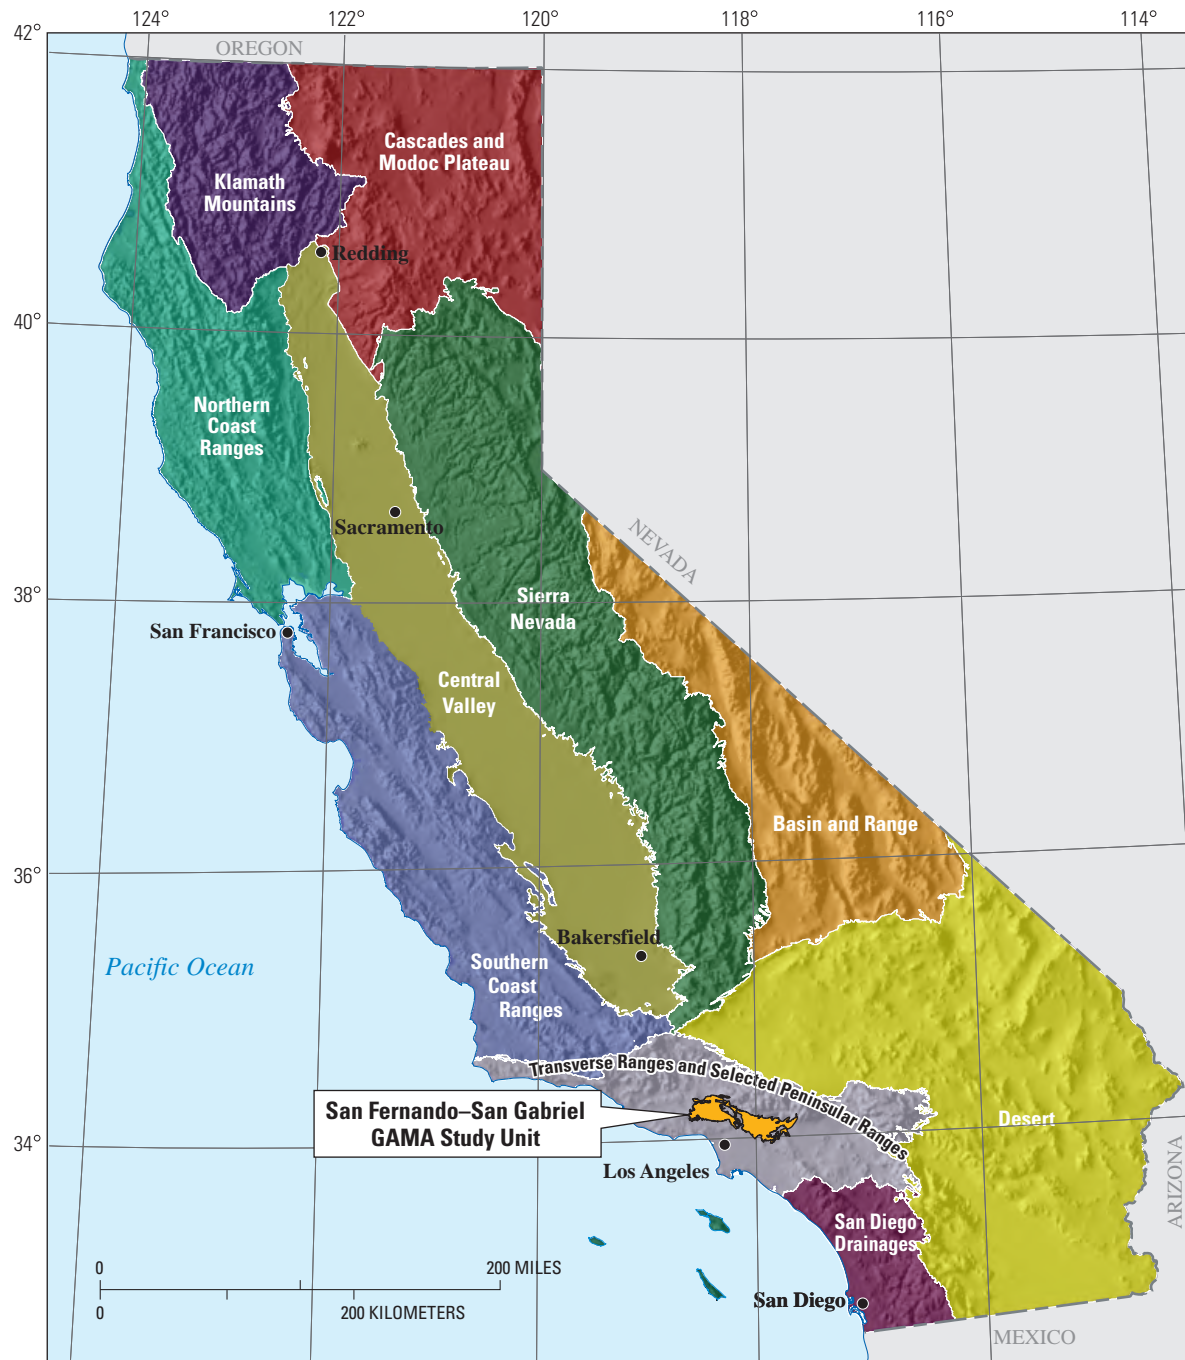 124°
122°
120°
118°
116°
114°
42°
OREGON
Cascades and
Modoc Plateau
Klamath
Mountains
Redding
40°
Northern
Coast
Ranges
Sacramento
NEVADA
38°
Sierra
Nevada
San Francisco
Central
Valley
Basin and Range
36°
Bakersfield
Pacific Ocean
Southern
Coast
Ranges
Transverse Ranges and Selected Peninsular Ranges
San Fernando–San Gabriel
GAMA Study Unit
Desert
34°
Los Angeles
ARIZONA
San Diego
Drainages
0
200 MILES
0
200 KILOMETERS
San Diego
MEXICO